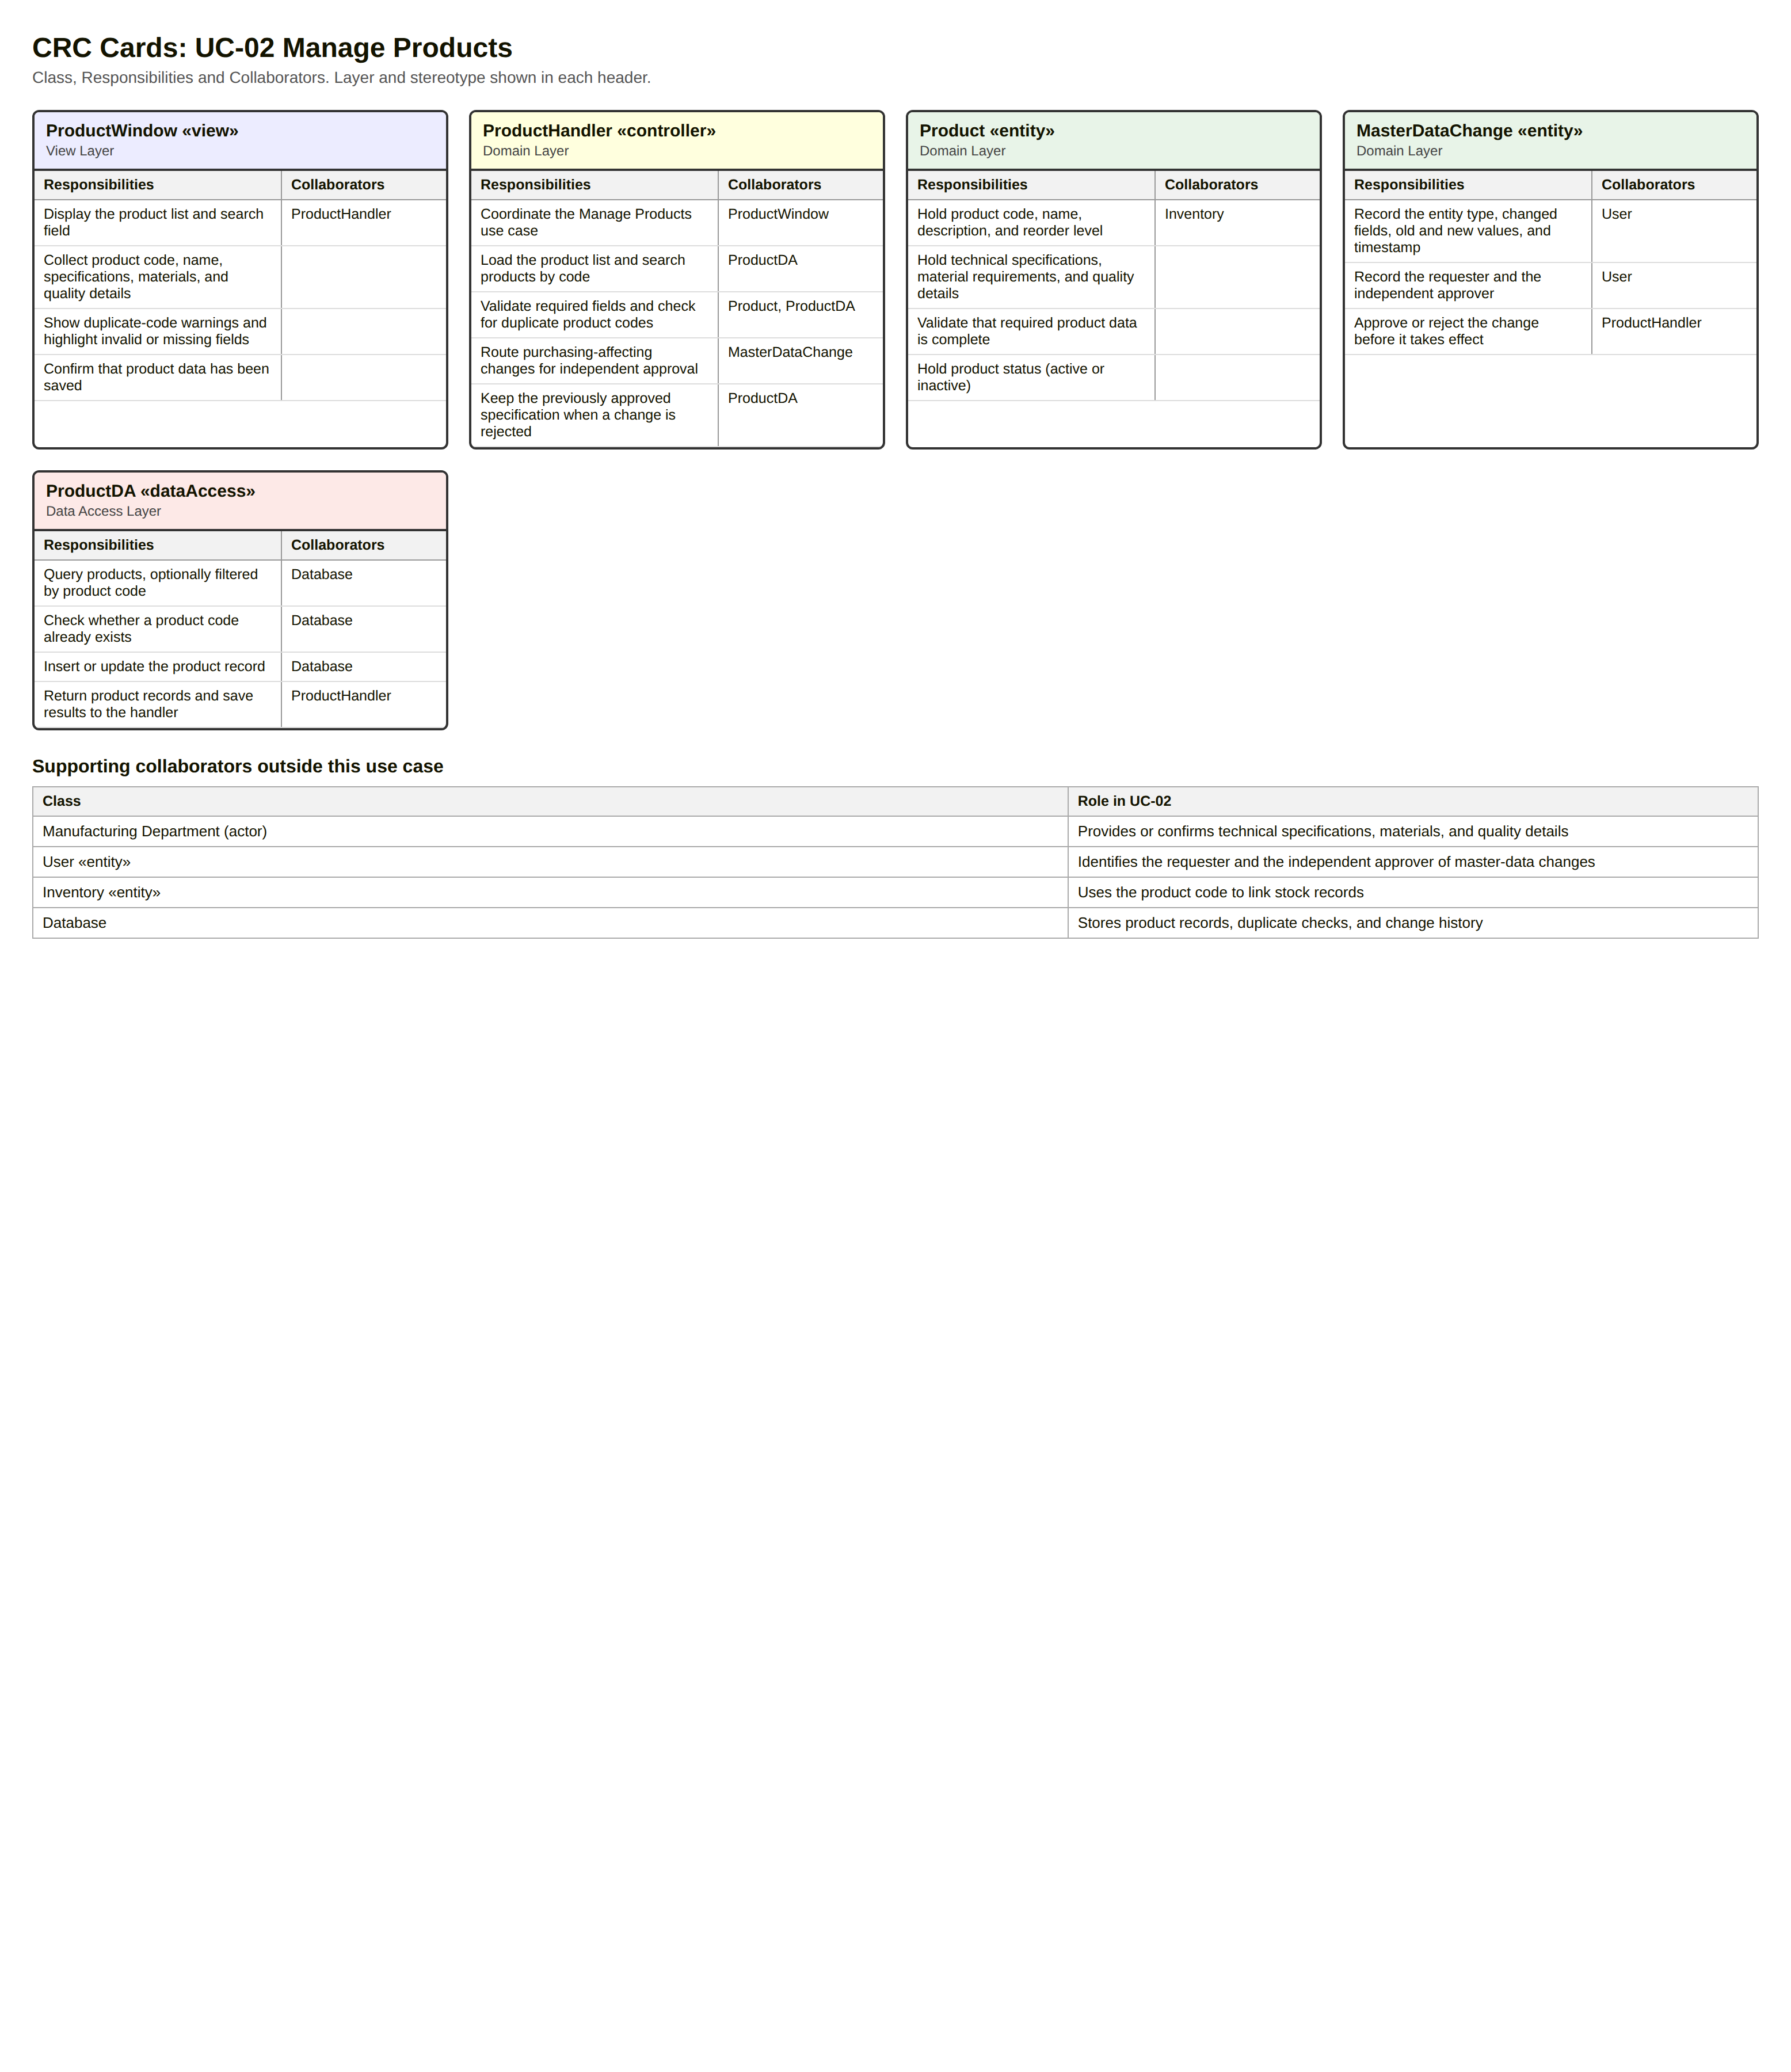 CRC Cards: UC-02 Manage Products
Class, Responsibilities and Collaborators. Layer and stereotype shown in each header.
ProductWindow «view»
View Layer
Responsibilities
Collaborators
Display the product list and search
field
ProductHandler
Collect product code, name,
specifications, materials, and
quality details
Show duplicate-code warnings and
highlight invalid or missing fields
Confirm that product data has been
saved
ProductHandler «controller»
Domain Layer
Responsibilities
Collaborators
Coordinate the Manage Products
use case
ProductWindow
Load the product list and search
products by code
ProductDA
Validate required fields and check
for duplicate product codes
Product, ProductDA
Route purchasing-affecting
changes for independent approval
MasterDataChange
Keep the previously approved
specification when a change is
rejected
ProductDA
Product «entity»
Domain Layer
Responsibilities
Collaborators
Hold product code, name,
description, and reorder level
Inventory
Hold technical specifications,
material requirements, and quality
details
Validate that required product data
is complete
Hold product status (active or
inactive)
MasterDataChange «entity»
Domain Layer
Responsibilities
Collaborators
Record the entity type, changed
fields, old and new values, and
timestamp
User
Record the requester and the
independent approver
User
Approve or reject the change
before it takes effect
ProductHandler
ProductDA «dataAccess»
Data Access Layer
Responsibilities
Collaborators
Query products, optionally filtered
by product code
Database
Check whether a product code
already exists
Database
Insert or update the product record
Database
Return product records and save
results to the handler
ProductHandler
Supporting collaborators outside this use case
Class
Role in UC-02
Manufacturing Department (actor)
Provides or confirms technical specifications, materials, and quality details
User «entity»
Identifies the requester and the independent approver of master-data changes
Inventory «entity»
Uses the product code to link stock records
Database
Stores product records, duplicate checks, and change history